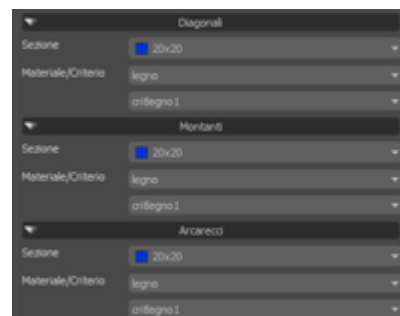 Diagonali
Sezione 20x20
Materiale/Criterio legno
critlegno1
Montanti
Sezione 20x20
Materiale/Criterio legno
critlegno1
Arcarecci
Sezione 20x20
Materiale/Criterio legno
critlegno1